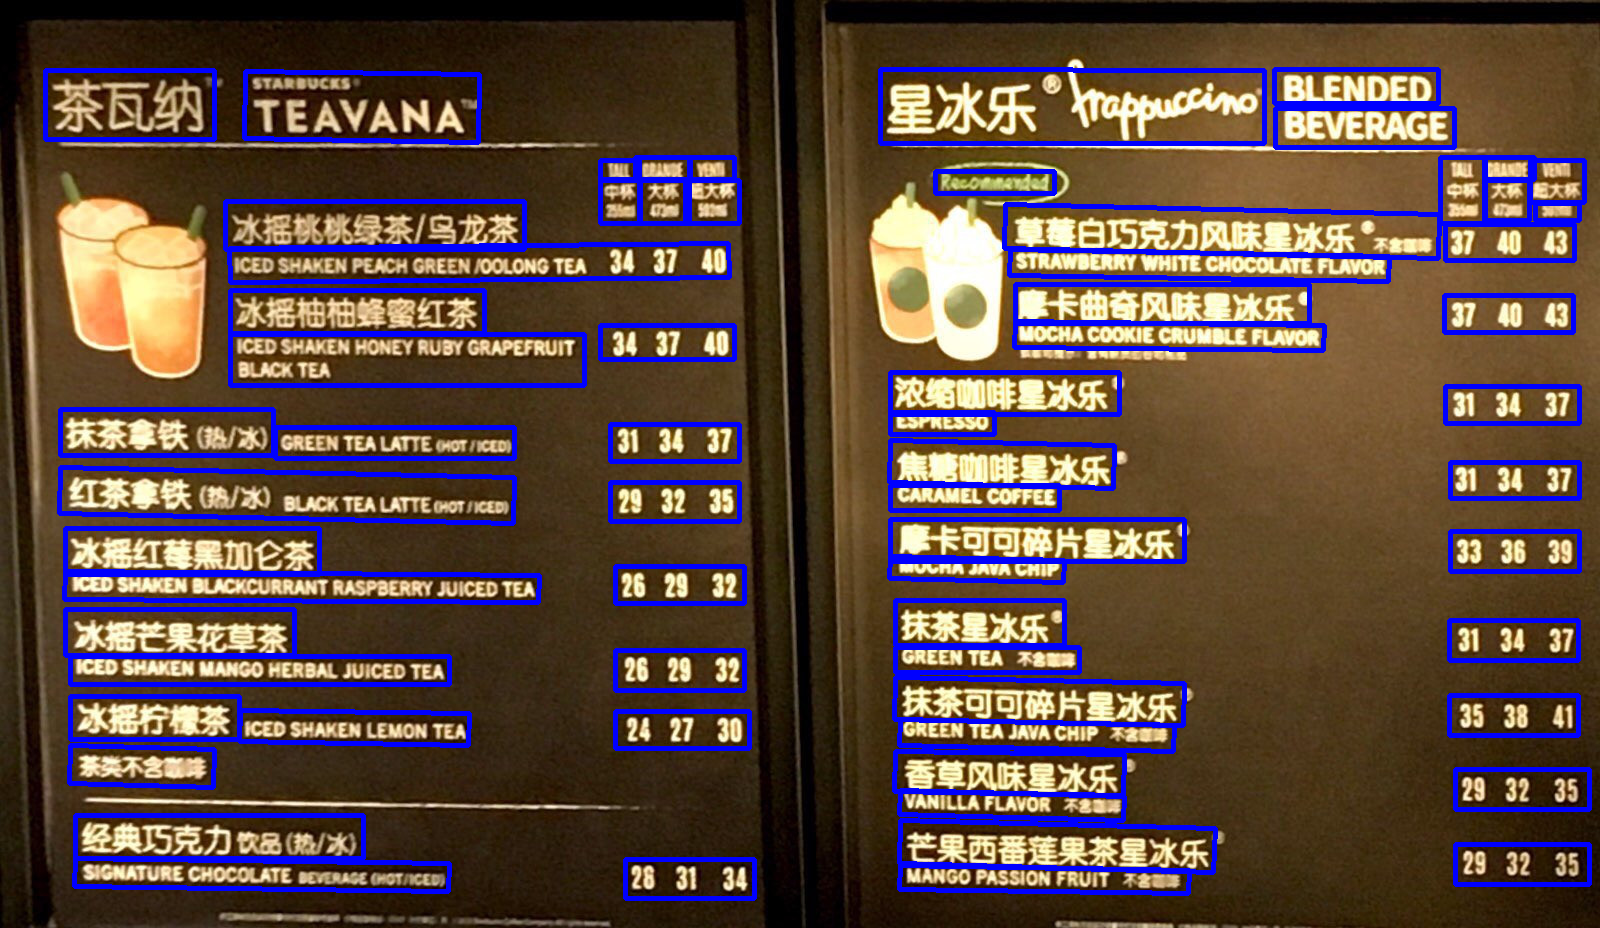 茶瓦纳™ STARBUCKS® TEAVANA™
TALL GRANDE VENTI
中杯 大杯 超大杯
355ml 473ml 592ml
冰摇桃桃绿茶/乌龙茶
ICED SHAKEN PEACH GREEN /OOLONG TEA 34 37 40
冰摇柚柚蜂蜜红茶
ICED SHAKEN HONEY RUBY GRAPEFRUIT
BLACK TEA 34 37 40
抹茶拿铁 (热/冰) GREEN TEA LATTE (HOT / ICED) 31 34 37
红茶拿铁 (热/冰) BLACK TEA LATTE (HOT / ICED) 29 32 35
冰摇红莓黑加仑茶
ICED SHAKEN BLACKCURRANT RASPBERRY JUICED TEA 26 29 32
冰摇芒果花草茶
ICED SHAKEN MANGO HERBAL JUICED TEA 26 29 32
冰摇柠檬茶 ICED SHAKEN LEMON TEA 24 27 30
茶类不含咖啡
经典巧克力 饮品 (热/冰)
SIGNATURE CHOCOLATE BEVERAGE (HOT/ICED) 28 31 34
星冰乐® frappuccino® BLENDED
BEVERAGE
Recommended
TALL GRANDE VENTI
中杯 大杯 超大杯
355ml 473ml 592ml
草莓白巧克力风味星冰乐® 不含咖啡 37 40 43
STRAWBERRY WHITE CHOCOLATE FLAVOR
摩卡曲奇风味星冰乐® 37 40 43
MOCHA COOKIE CRUMBLE FLAVOR
浓缩咖啡星冰乐® 31 34 37
ESPRESSO
焦糖咖啡星冰乐® 31 34 37
CARAMEL COFFEE
摩卡可可碎片星冰乐® 33 36 39
MOCHA JAVA CHIP
抹茶星冰乐® 31 34 37
GREEN TEA 不含咖啡
抹茶可可碎片星冰乐® 35 38 41
GREEN TEA JAVA CHIP 不含咖啡
香草风味星冰乐® 29 32 35
VANILLA FLAVOR 不含咖啡
芒果西番莲果茶星冰乐® 29 32 35
MANGO PASSION FRUIT 不含咖啡